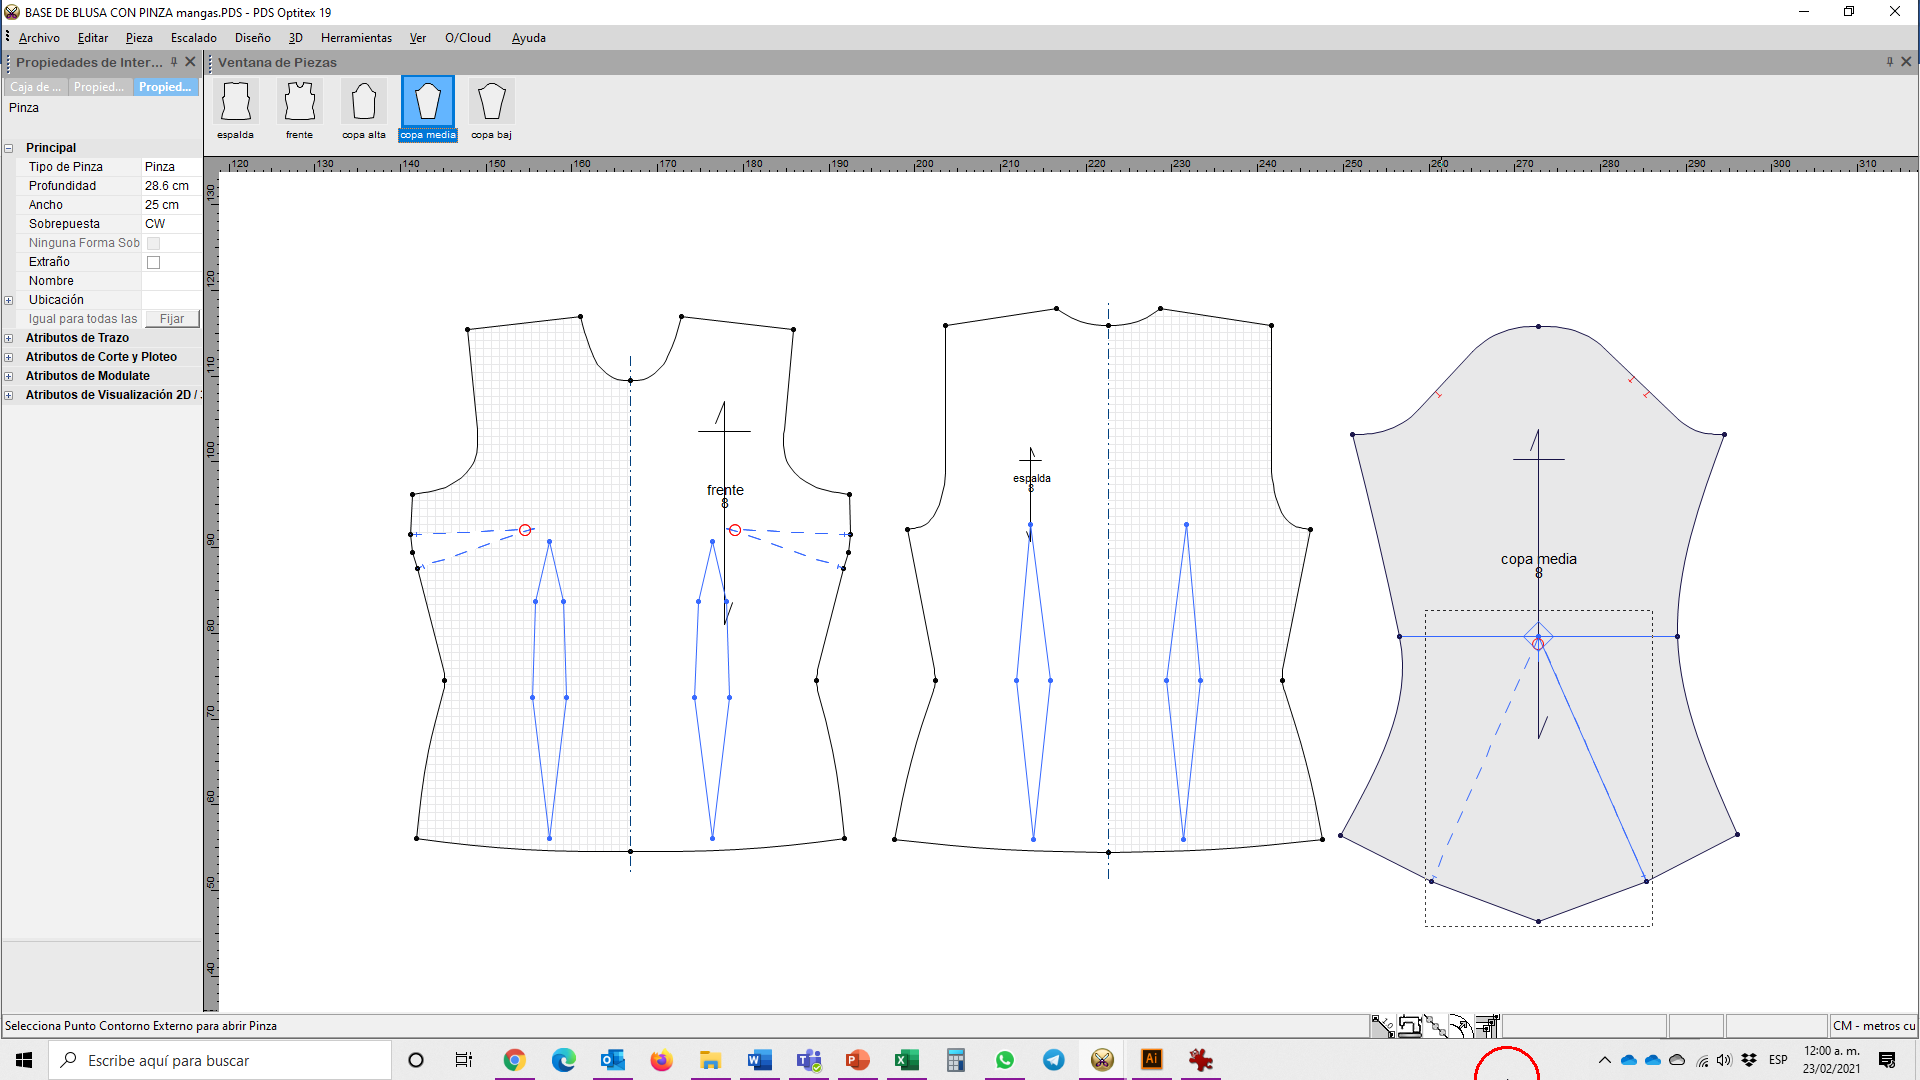 BASE DE BLUSA CON PINZA mangas.PDS - PDS Optitex 19
Archivo Editar Pieza Escalado Diseño 3D Herramientas Ver O/Cloud Ayuda
Propiedades de Inter...
Ventana de Piezas
Caja de ... Propied... Propied...
Pinza
espalda frente copa alta copa media copa baj
Principal
Tipo de Pinza Pinza
Profundidad 28.6 cm
Ancho 25 cm
Sobrepuesta CW
Ninguna Forma Sob
Extraño
Nombre
Ubicación
Igual para todas las Fijar
Atributos de Trazo
Atributos de Corte y Ploteo
Atributos de Modulate
Atributos de Visualización 2D /
120 130 140 150 160 170 180 190 200 210 220 230 240 250 260 270 280 290 300 310
130
120
110
100
90
80
70
60
50
40
frente
8
espalda
8
copa media
8
Selecciona Punto Contorno Externo para abrir Pinza
CM - metros cu
Escribe aquí para buscar
ESP
12:00 a. m.
23/02/2021